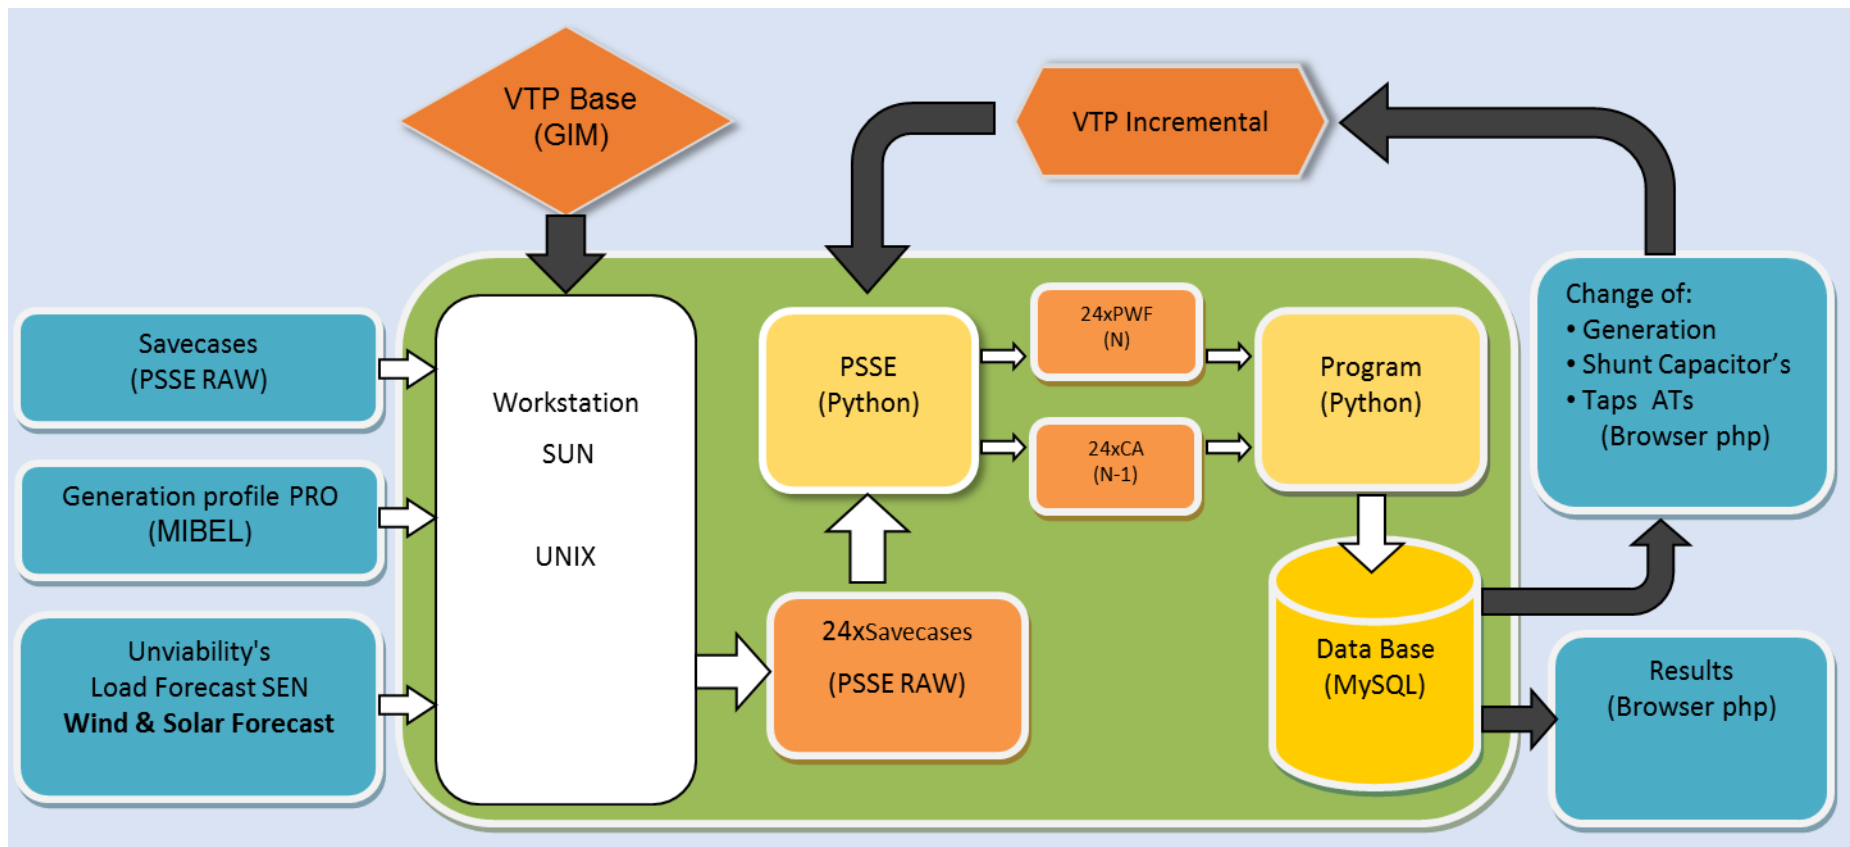 VTP Base
(GIM)
VTP Incremental
Savecases
(PSSE RAW)
Generation profile PRO
(MIBEL)
Unviability's
Load Forecast SEN
Wind & Solar Forecast
Workstation
SUN
UNIX
24xSavecases
(PSSE RAW)
PSSE
(Python)
24xPWF
(N)
24xCA
(N-1)
Program
(Python)
Data Base
(MySQL)
Change of:
• Generation
• Shunt Capacitor’s
• Taps  ATs
(Browser php)
Results
(Browser php)